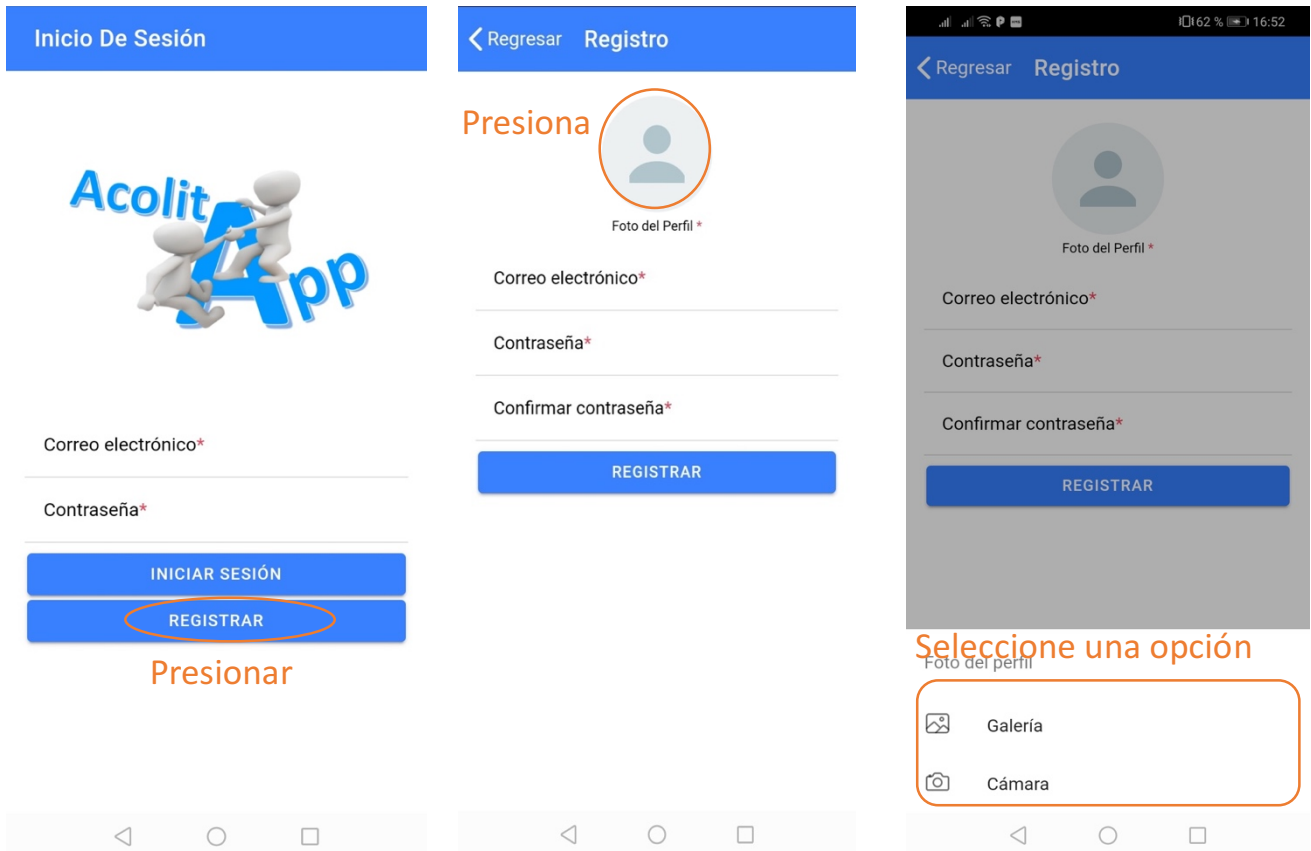 Inicio De Sesión
Acolit
App
Correo electrónico*
Contraseña*
INICIAR SESIÓN
REGISTRAR
Presionar
Regresar Registro
Presiona
Foto del Perfil *
Correo electrónico*
Contraseña*
Confirmar contraseña*
REGISTRAR
62 % 16:52
Regresar Registro
Foto del Perfil *
Correo electrónico*
Contraseña*
Confirmar contraseña*
REGISTRAR
Seleccione una opción
Foto del perfil
Galería
Cámara